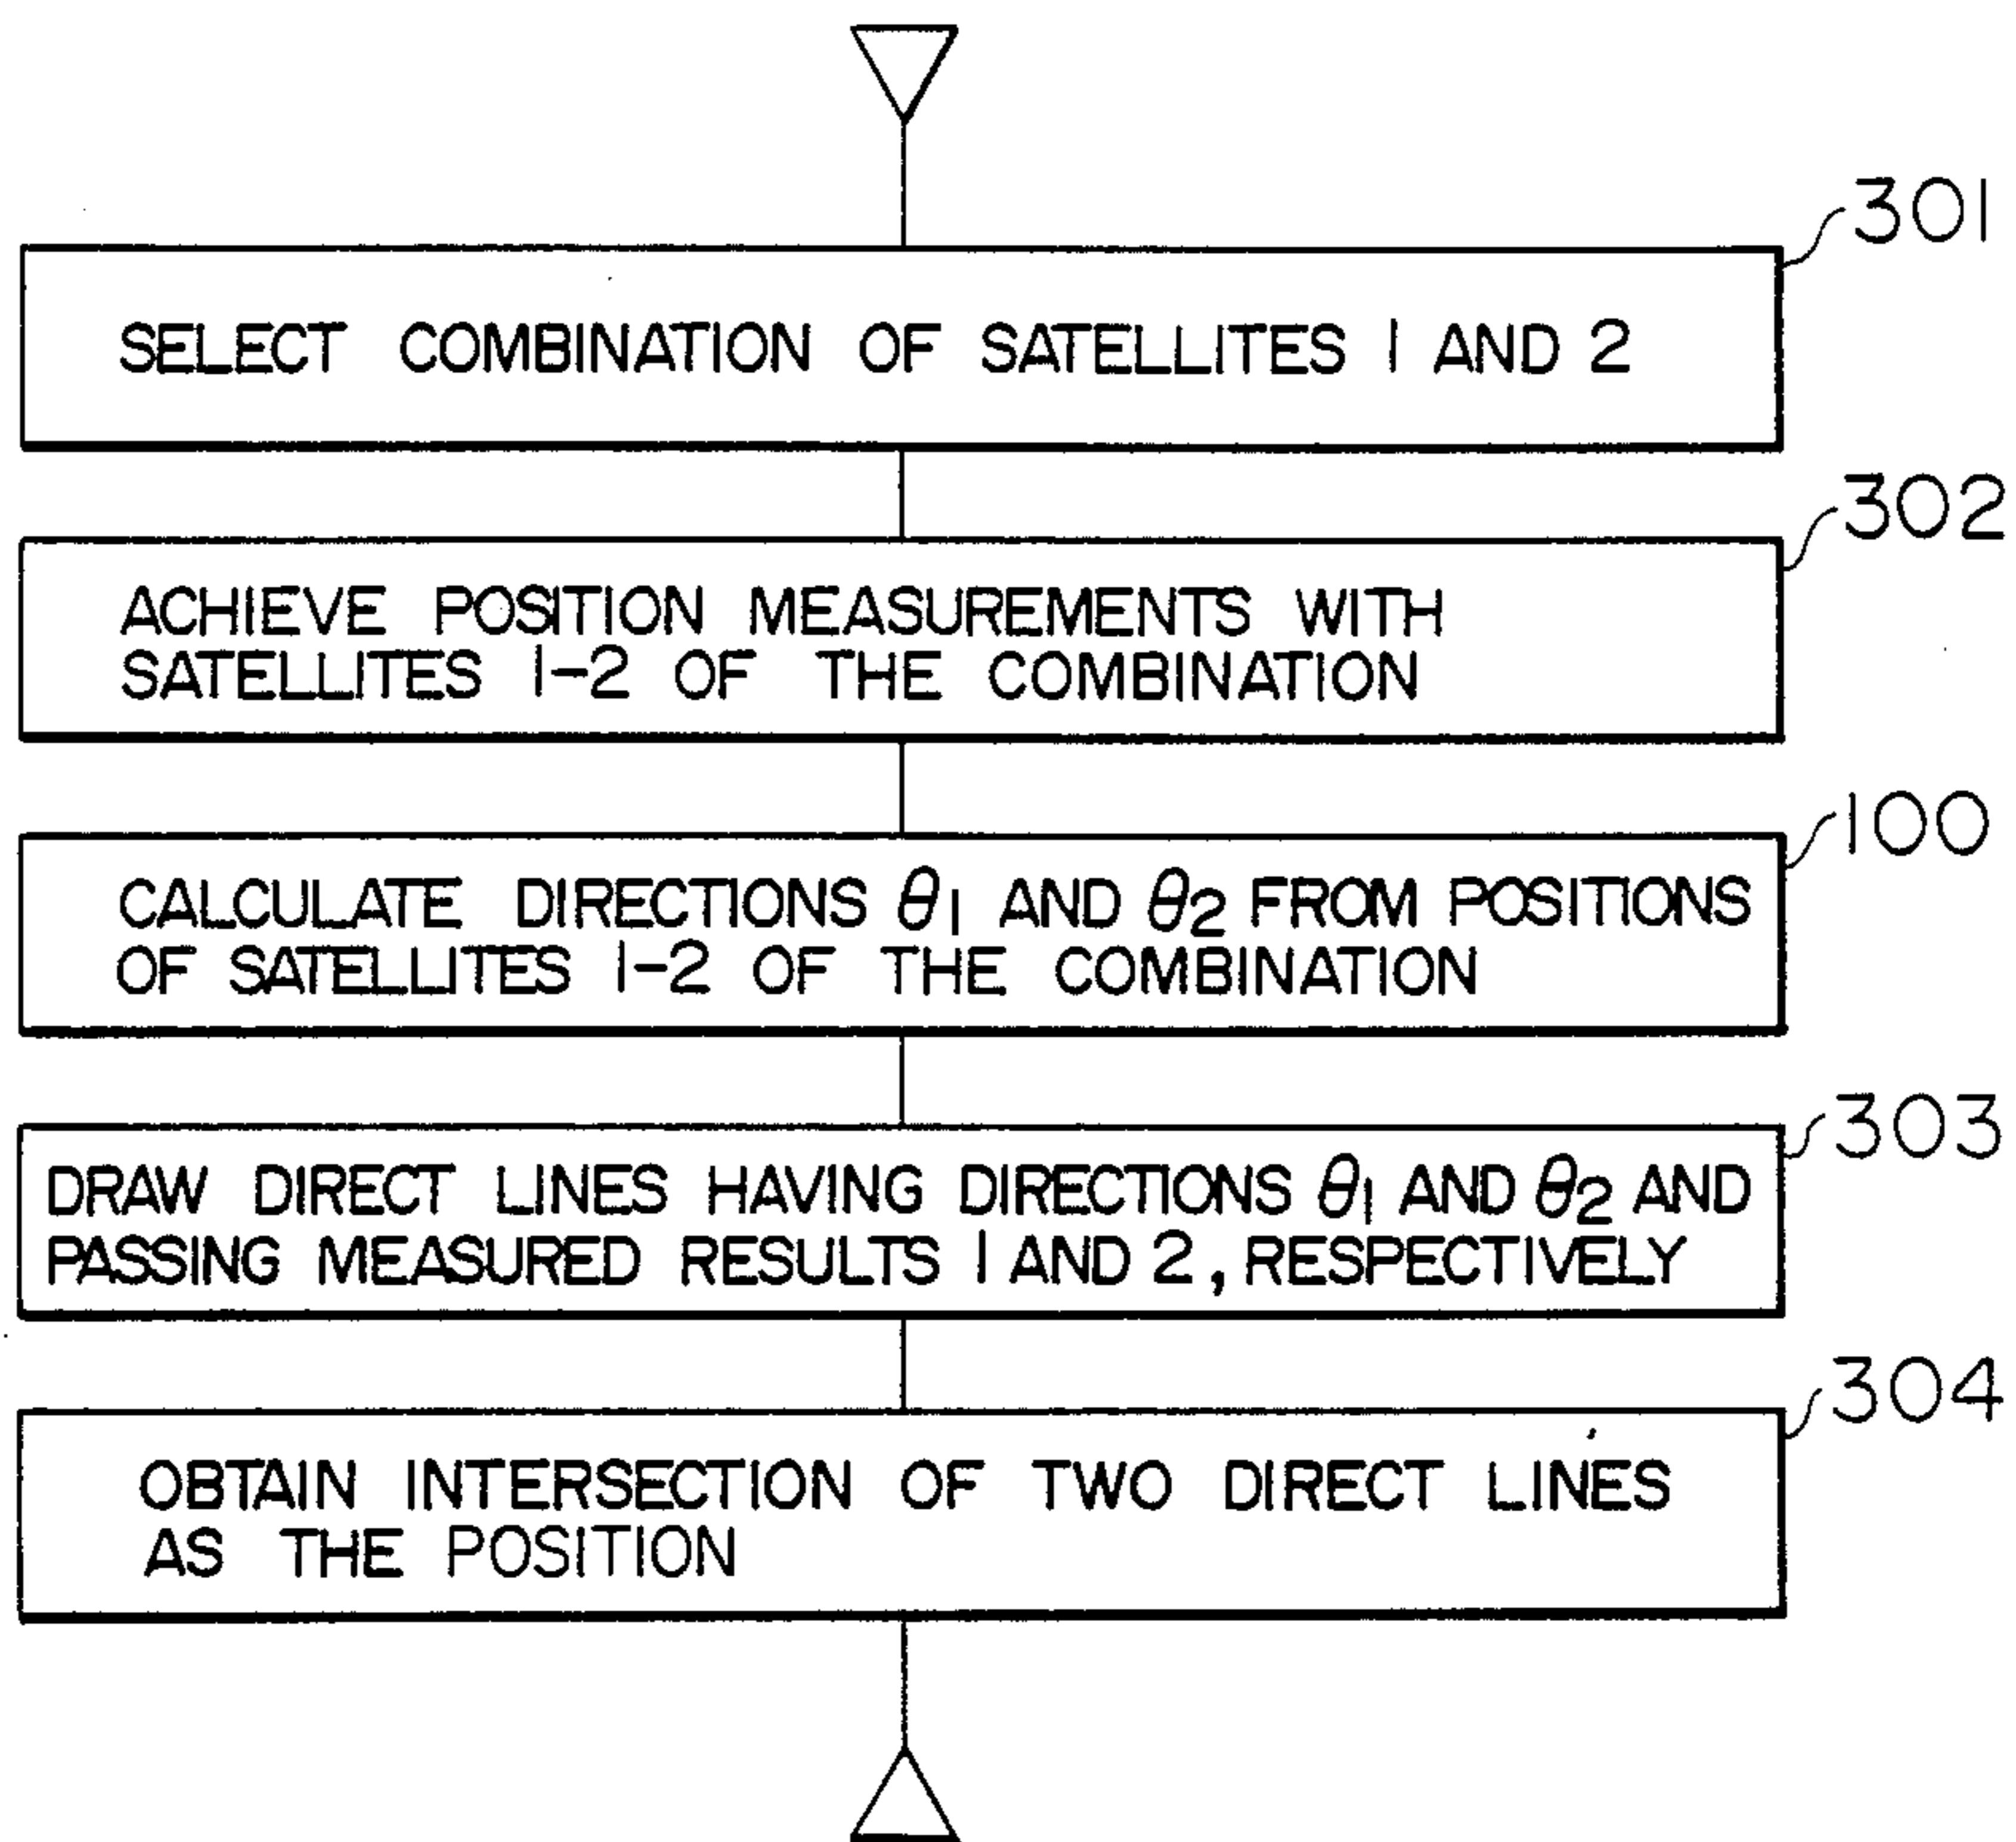 301
SELECT COMBINATION OF SATELLITES 1 AND 2
302
ACHIEVE POSITION MEASUREMENTS WITH
SATELLITES 1-2 OF THE COMBINATION
100
CALCULATE DIRECTIONS θ1 AND θ2 FROM POSITIONS
OF SATELLITES 1-2 OF THE COMBINATION
303
DRAW DIRECT LINES HAVING DIRECTIONS θ1 AND θ2 AND
PASSING MEASURED RESULTS 1 AND 2, RESPECTIVELY
304
OBTAIN INTERSECTION OF TWO DIRECT LINES
AS THE POSITION